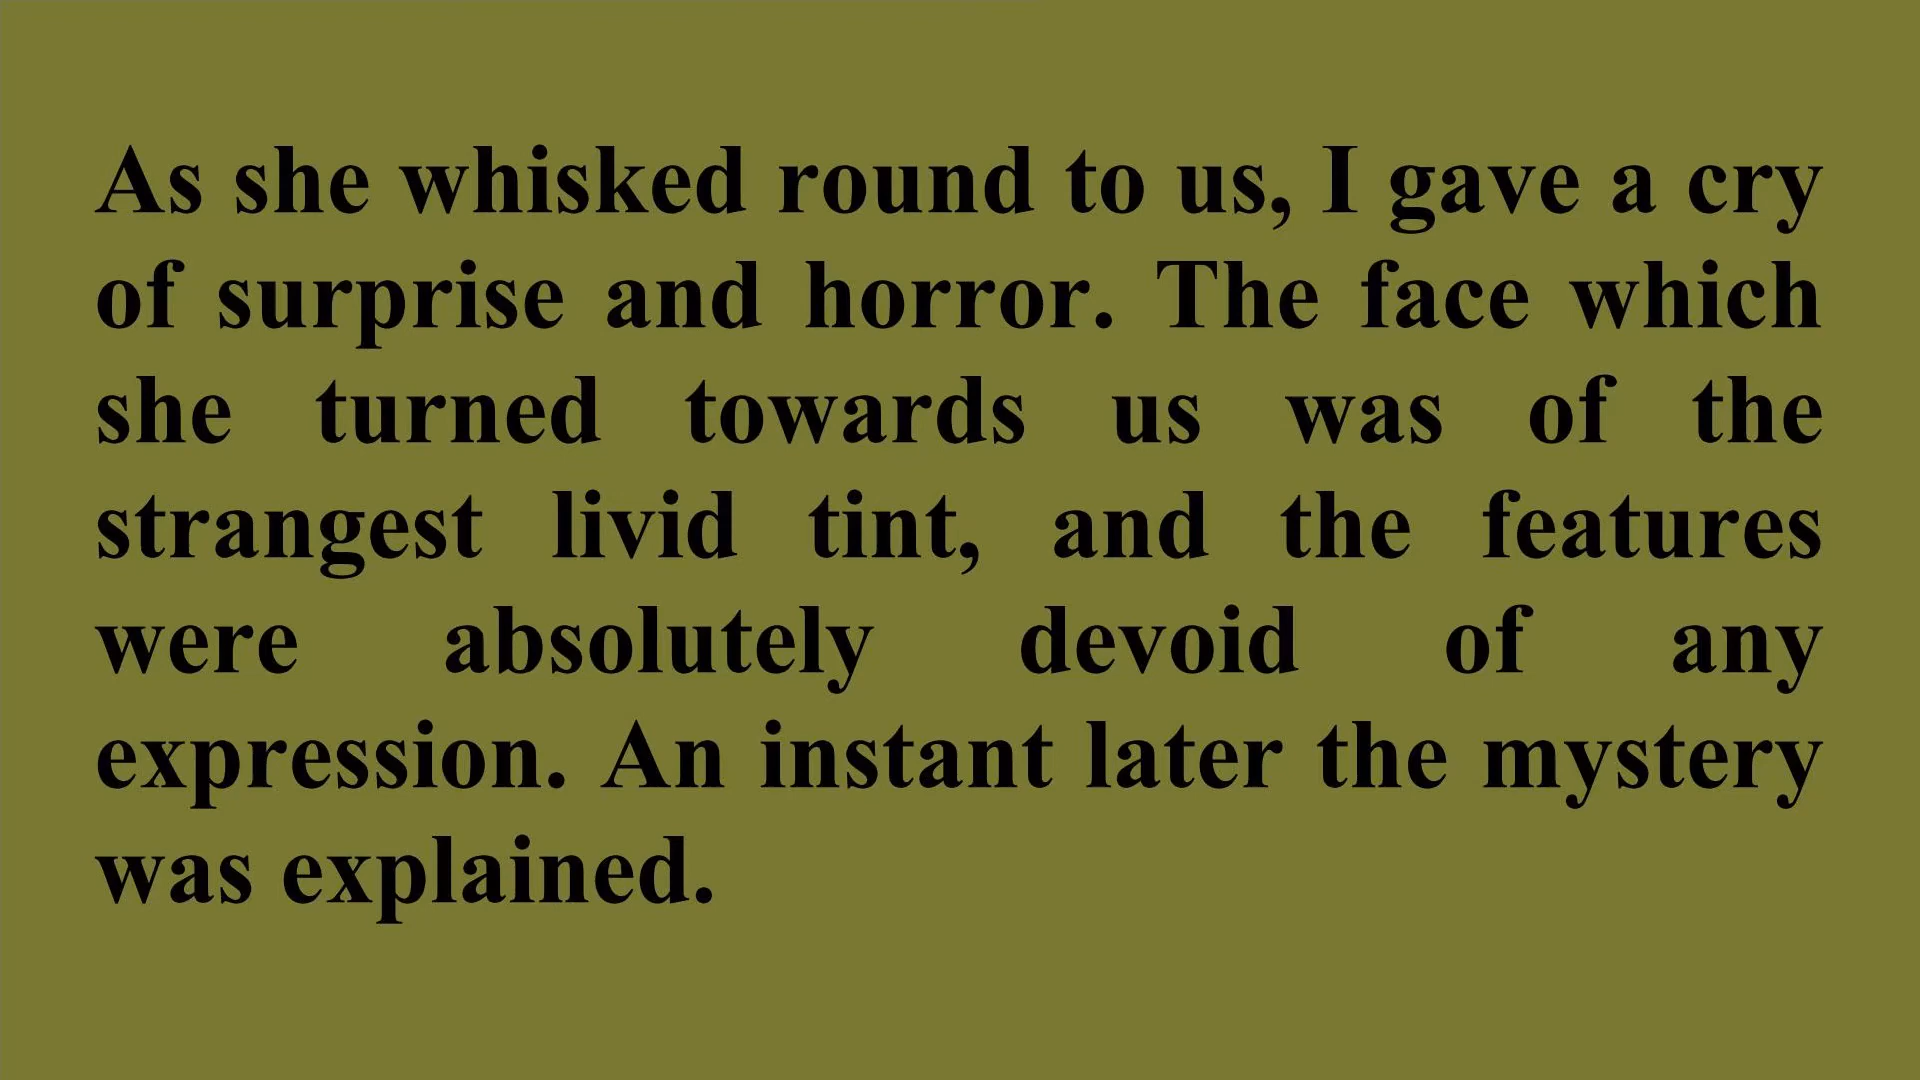 As she whisked round to us, I gave a cry
of surprise and horror. The face which
she turned towards us was of the
strangest livid tint, and the features
were absolutely devoid of any
expression. An instant later the mystery
was explained.